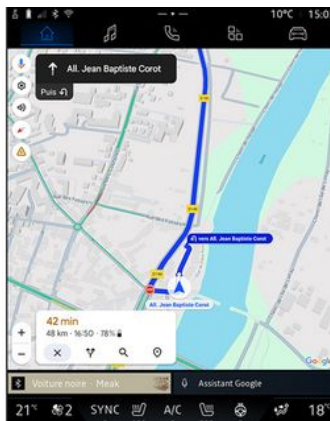 10°C 15:0
All. Jean Baptiste Corot
Puis
vers All. Jean Baptiste Corot
All. Jean Baptiste Corot
42 min
48 km · 16:50 · 78%
Google
Voiture noire · Meak
Assistant Google
21°C 2 SYNC A/C 18°